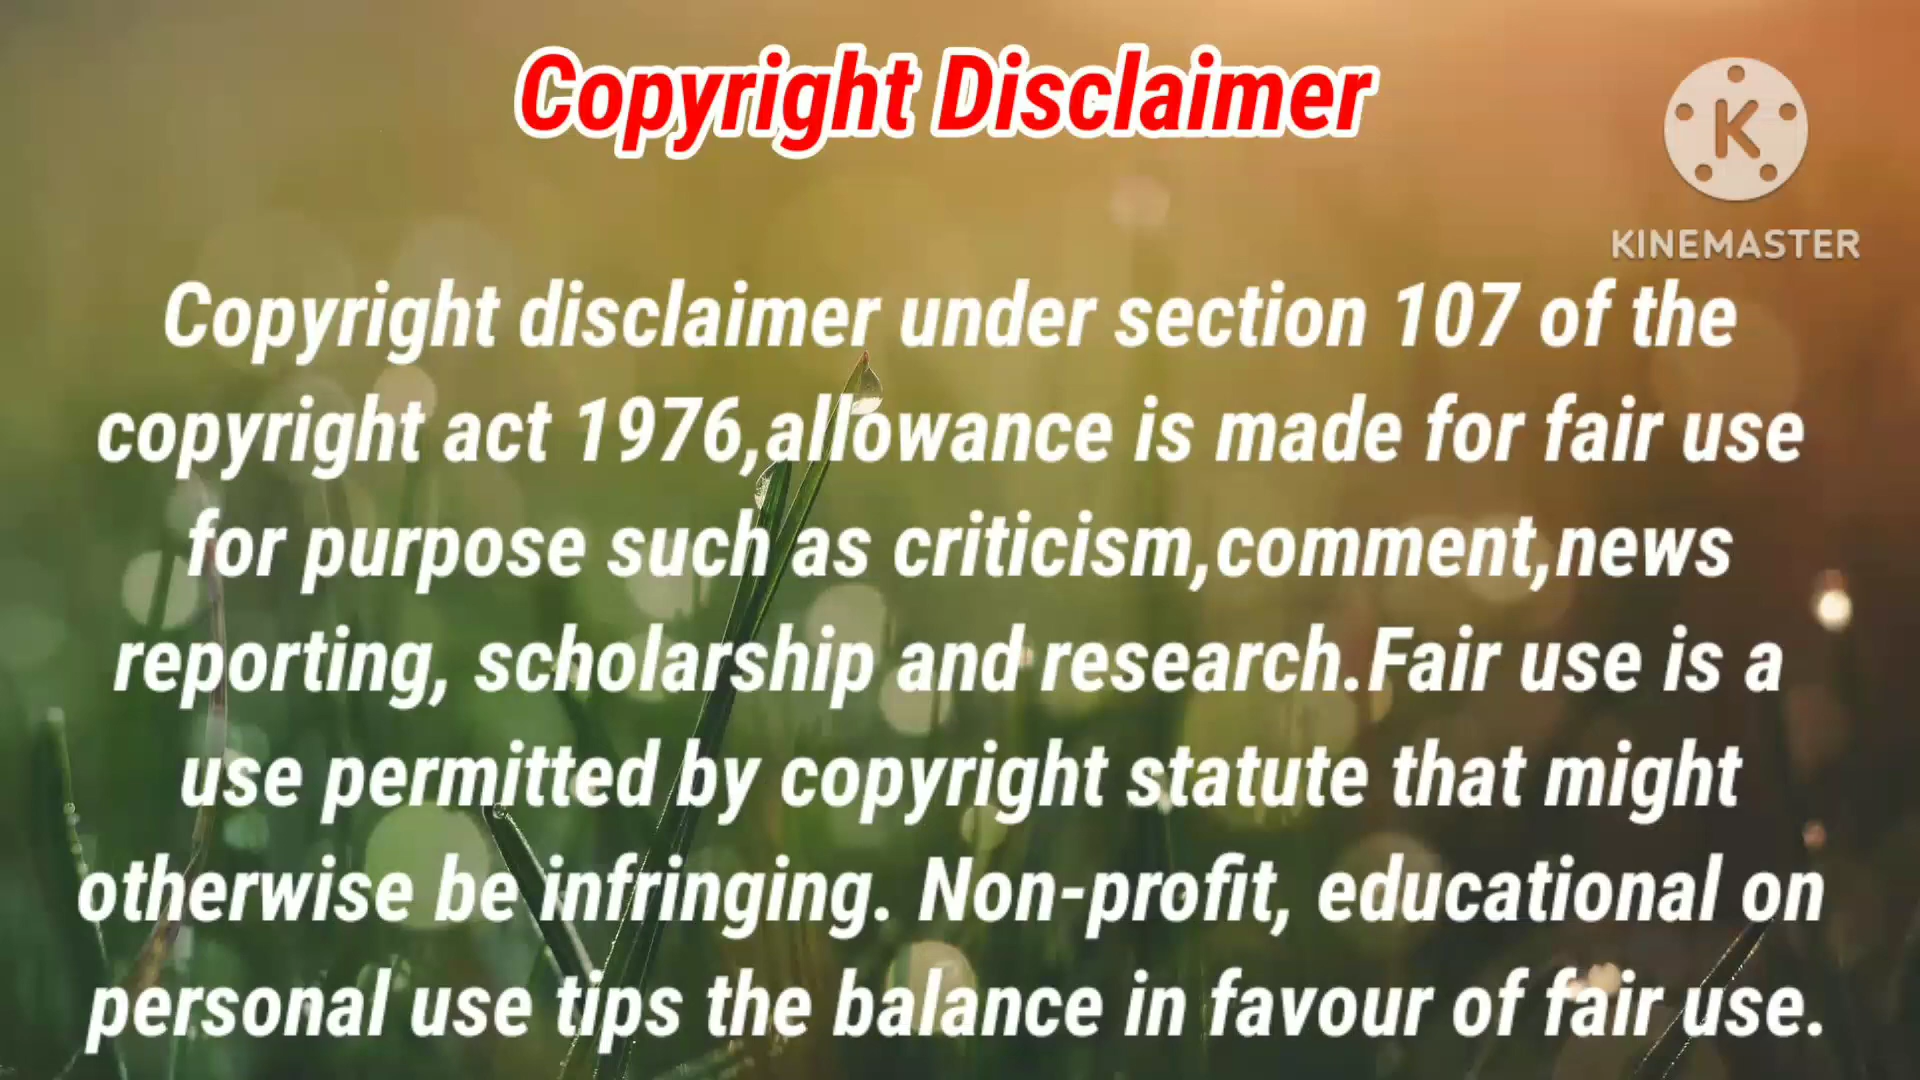 Copyright Disclaimer
K
KINEMASTER
Copyright disclaimer under section 107 of the
copyright act 1976,allowance is made for fair use
for purpose such as criticism,comment,news
reporting, scholarship and research.Fair use is a
use permitted by copyright statute that might
otherwise be infringing. Non-profit, educational on
personal use tips the balance in favour of fair use.